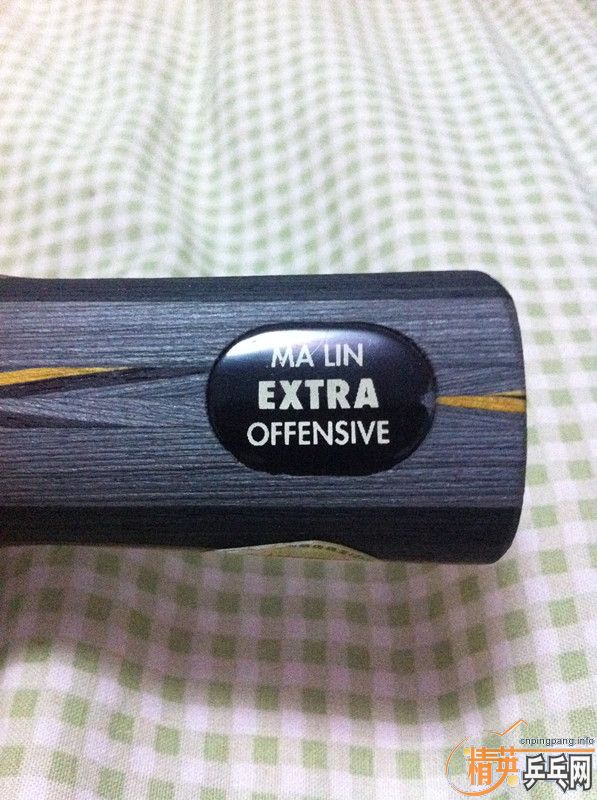 MA LIN
EXTRA
OFFENSIVE
cnpingpang.info
精英乒乓网